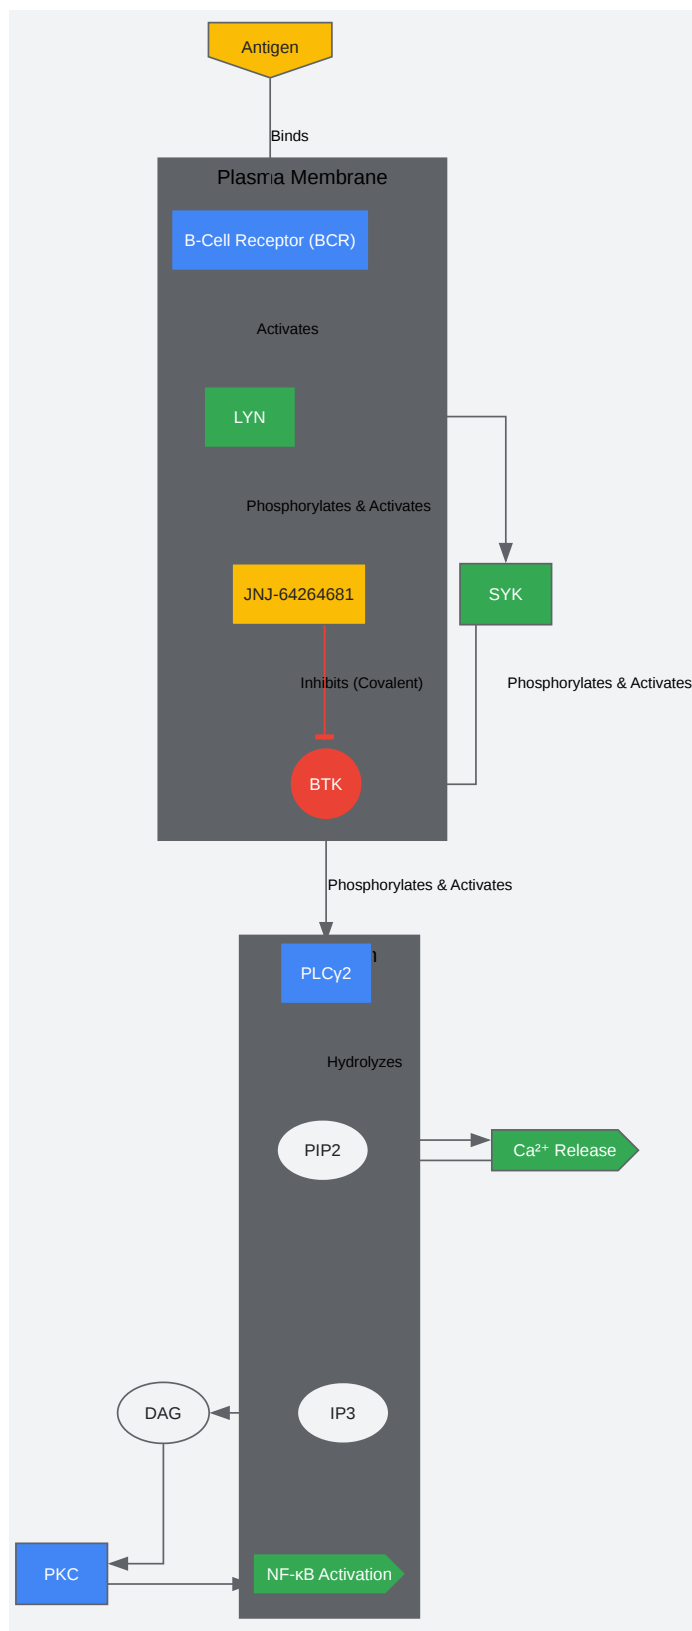 Antigen
Binds
Plasma Membrane
B-Cell Receptor (BCR)
Activates
LYN
Phosphorylates & Activates
JNJ-64264681
SYK
Inhibits (Covalent)
Phosphorylates & Activates
BTK
Phosphorylates & Activates
PLCγ2
Hydrolyzes
PIP2
Ca²⁺ Release
DAG
IP3
PKC
NF-κB Activation